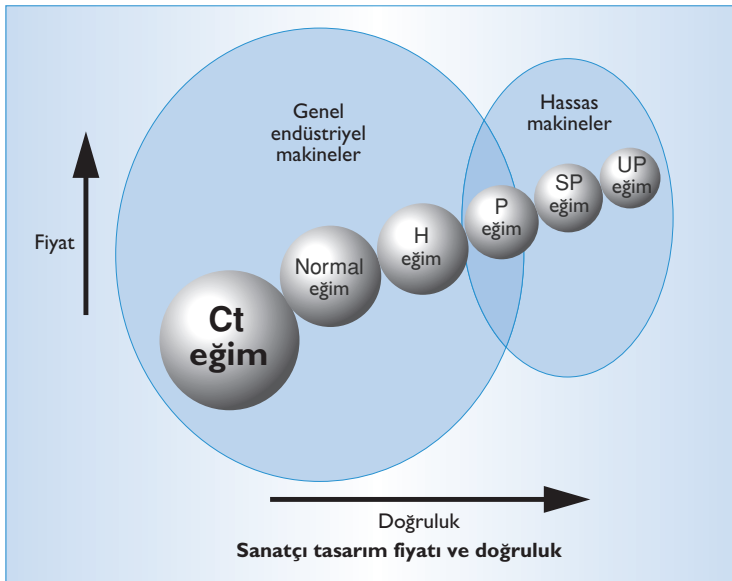 Genel
endüstriyel
makineler
Hassas
makineler
Fiyat
Ct
eğim
Normal
eğim
H
eğim
P
eğim
SP
eğim
UP
eğim
Doğruluk
Sanatçı tasarım fiyatı ve doğruluk